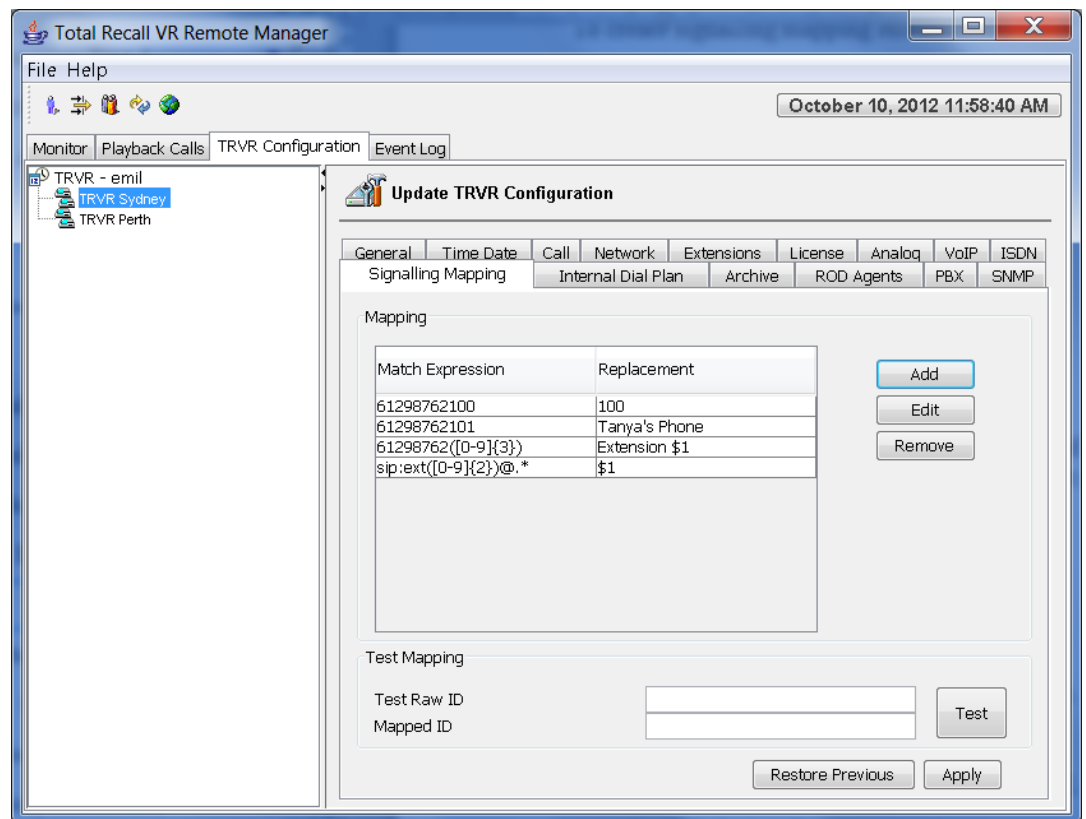 Total Recall VR Remote Manager
File Help
October 10, 2012 11:58:40 AM
Monitor Playback Calls TRVR Configuration Event Log
TRVR - emil
TRVR Sydney
TRVR Perth
Update TRVR Configuration
General Time Date Call Network Extensions License Analog VoIP ISDN
Signalling Mapping Internal Dial Plan Archive ROD Agents PBX SNMP
Mapping
Match Expression Replacement
61298762100 100
61298762101 Tanya's Phone
61298762([0-9]{3}) Extension $1
sip:ext([0-9]{2})@.* $1
Add
Edit
Remove
Test Mapping
Test Raw ID
Mapped ID
Test
Restore Previous Apply